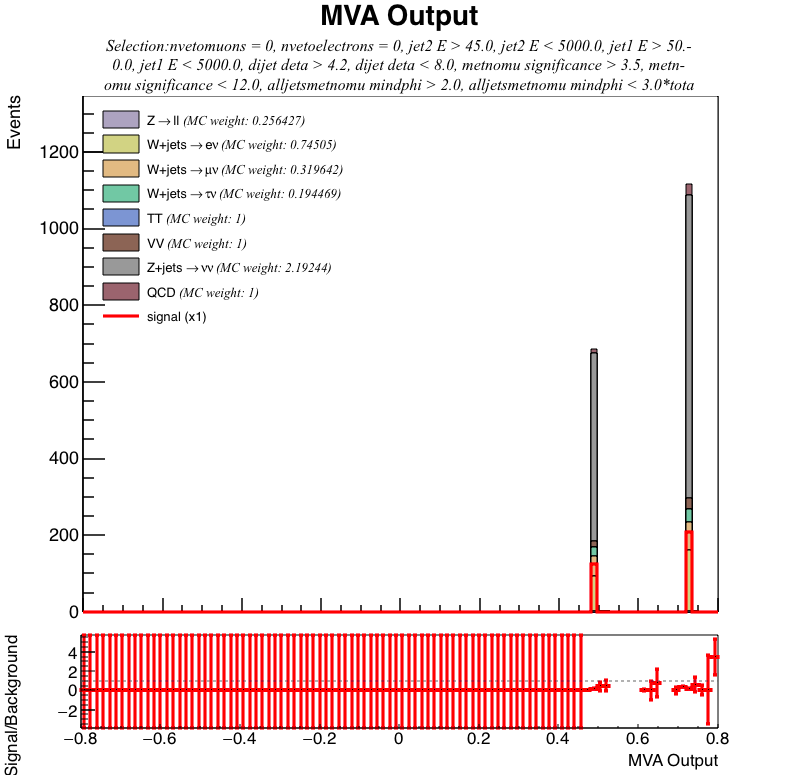 MVA Output
Selection:nvetomuons = 0, nvetoelectrons = 0, jet2 E > 45.0, jet2 E < 5000.0, jet1 E > 50.-
0.0, jet1 E < 5000.0, dijet deta > 4.2, dijet deta < 8.0, metnomu significance > 3.5, metn-
omu significance < 12.0, alljetsmetnomu mindphi > 2.0, alljetsmetnomu mindphi < 3.0*tota
Events
Z→ll (MC weight: 0.256427)
W+jets→eν (MC weight: 0.74505)
W+jets→μν (MC weight: 0.319642)
W+jets→τν (MC weight: 0.194469)
TT (MC weight: 1)
VV (MC weight: 1)
Z+jets→νν (MC weight: 2.19244)
QCD (MC weight: 1)
signal (x1)
1200
1000
800
600
400
200
0
Signal/Background
4
2
0
−2
−0.8 −0.6 −0.4 −0.2 0 0.2 0.4 0.6 0.8
MVA Output